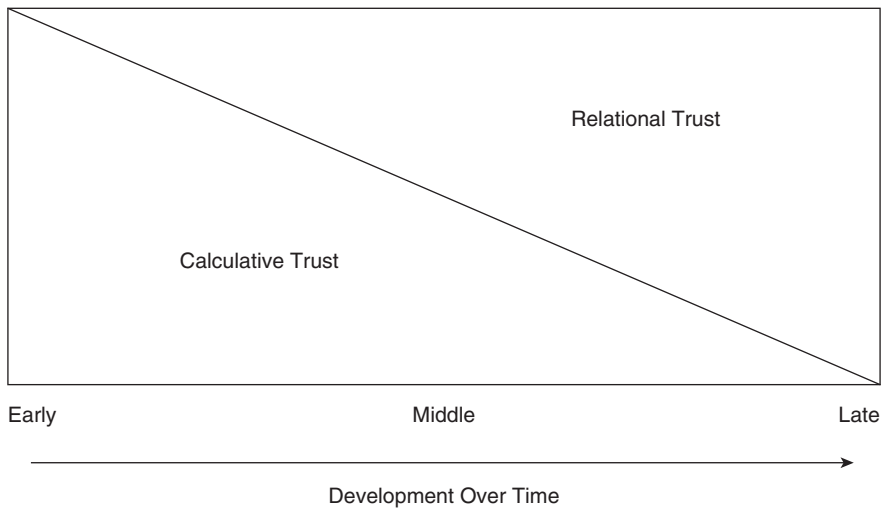 Relational Trust
Calculative Trust
Early
Middle
Late
Development Over Time